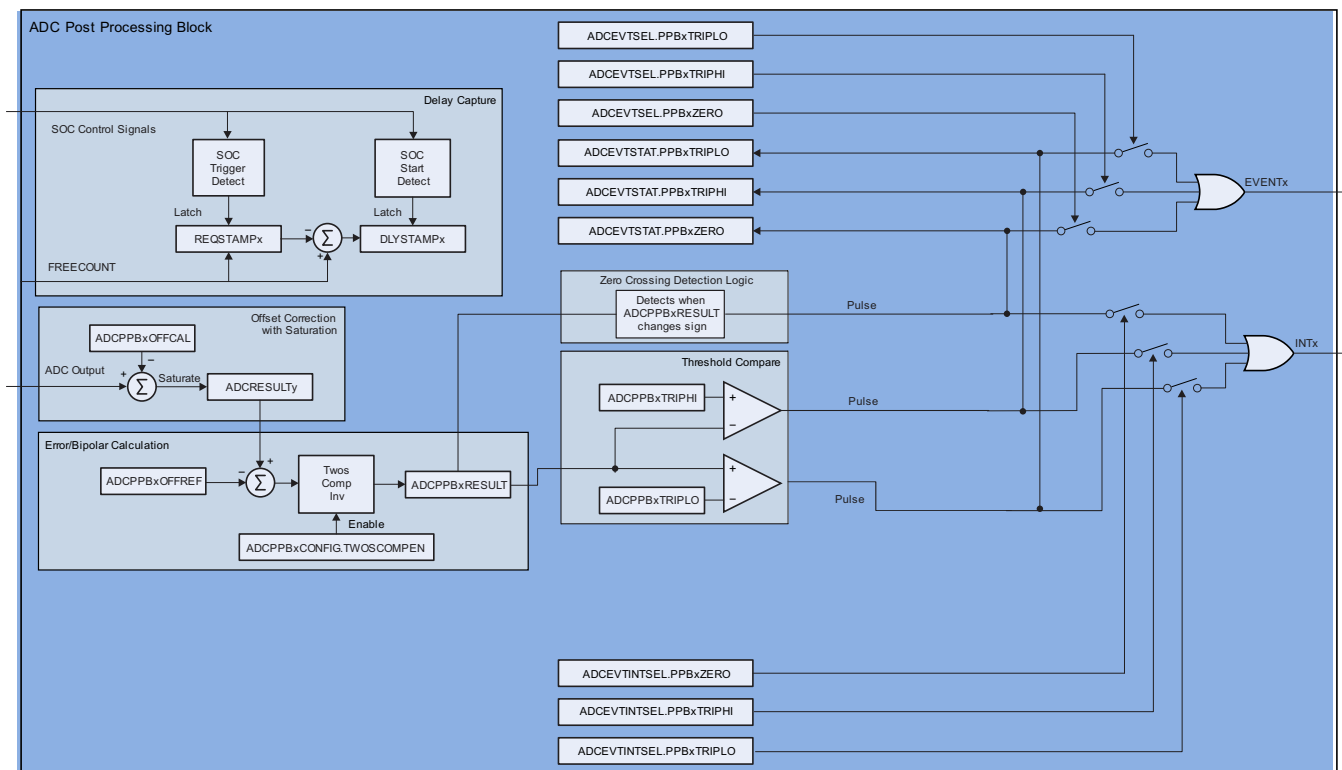 ADC Post Processing Block
Delay Capture
SOC Control Signals
SOC
Trigger
Detect
SOC
Start
Detect
Latch
Latch
REQSTAMPx
−
Σ
+
DLYSTAMPx
FREECOUNT
Offset Correction
with Saturation
ADCPPBxOFFCAL
−
ADC Output
+
Σ
Saturate
ADCRESULTy
Error/Bipolar Calculation
ADCPPBxOFFREF
−
+
Σ
Twos
Comp
Inv
ADCPPBxRESULT
Enable
ADCPPBxCONFIG.TWOSCOMPEN
ADCEVTSEL.PPBxTRIPLO
ADCEVTSEL.PPBxTRIPHI
ADCEVTSEL.PPBxZERO
ADCEVTSTAT.PPBxTRIPLO
ADCEVTSTAT.PPBxTRIPHI
ADCEVTSTAT.PPBxZERO
EVENTx
Zero Crossing Detection Logic
Detects when
ADCPPBxRESULT
changes sign
Pulse
Threshold Compare
ADCPPBxTRIPHI
+
−
Pulse
+
ADCPPBxTRIPLO
−
Pulse
INTx
ADCEVTINTSEL.PPBxZERO
ADCEVTINTSEL.PPBxTRIPHI
ADCEVTINTSEL.PPBxTRIPLO